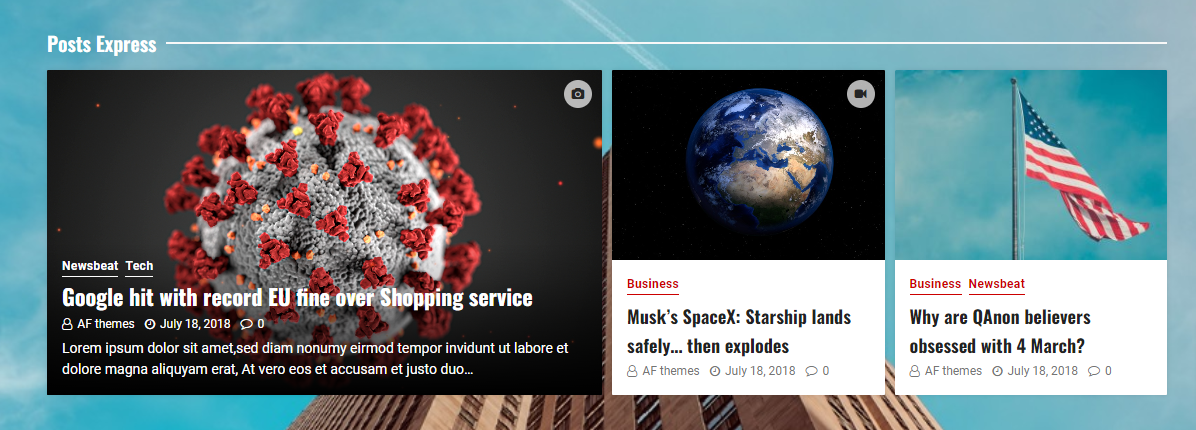 Posts Express
Newsbeat Tech
Google hit with record EU fine over Shopping service
AF themes July 18, 2018 0
Lorem ipsum dolor sit amet,sed diam nonumy eirmod tempor invidunt ut labore et
dolore magna aliquyam erat, At vero eos et accusam et justo duo...
Business
Musk’s SpaceX: Starship lands
safely… then explodes
AF themes July 18, 2018 0
Business Newsbeat
Why are QAnon believers
obsessed with 4 March?
AF themes July 18, 2018 0